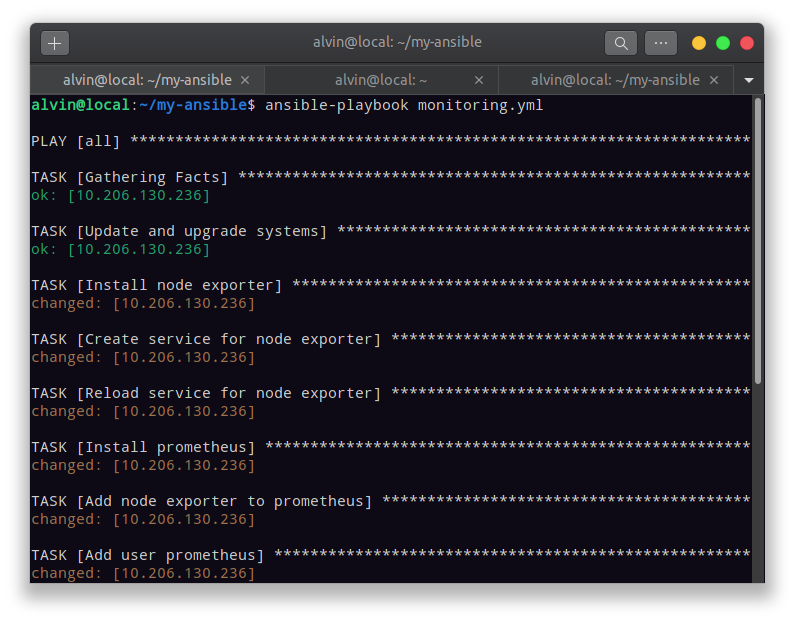 alvin@local: ~/my-ansible
alvin@local: ~/my-ansible × alvin@local: ~ × alvin@local: ~/my-ansible ×
alvin@local:~/my-ansible$ ansible-playbook monitoring.yml
PLAY [all] *********************************************************************
TASK [Gathering Facts] *********************************************************
ok: [10.206.130.236]
TASK [Update and upgrade systems] **********************************************
ok: [10.206.130.236]
TASK [Install node exporter] ***************************************************
changed: [10.206.130.236]
TASK [Create service for node exporter] ****************************************
changed: [10.206.130.236]
TASK [Reload service for node exporter] ****************************************
changed: [10.206.130.236]
TASK [Install prometheus] ******************************************************
changed: [10.206.130.236]
TASK [Add node exporter to prometheus] *****************************************
changed: [10.206.130.236]
TASK [Add user prometheus] *****************************************************
changed: [10.206.130.236]